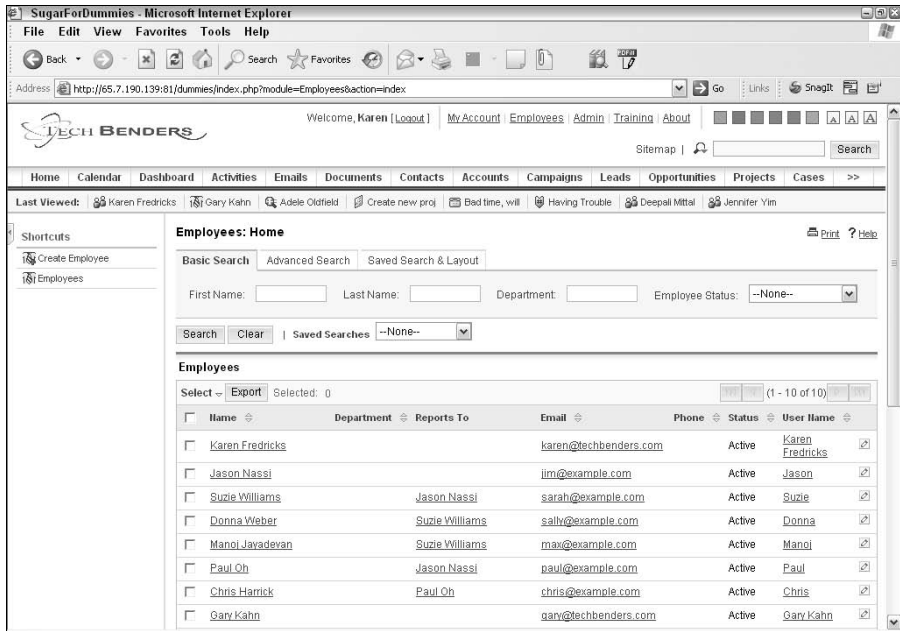 SugarForDummies - Microsoft Internet Explorer
File Edit View Favorites Tools Help
Back Search Favorites
Address http://65.7.190.139:81/dummies/index.php?module=Employees&action=index Go Links SnagIt
TECH BENDERS Welcome, Karen [Logout] My Account | Employees | Admin | Training | About A A A
Sitemap | Search
Home Calendar Dashboard Activities Emails Documents Contacts Accounts Campaigns Leads Opportunities Projects Cases >>
Last Viewed: Karen Fredricks Gary Kahn Adele Oldfield Create new proj Bad time, will Having Trouble Deepali Mittal Jennifer Yim
Shortcuts
Create Employee
Employees
Employees: Home Print ? Help
Basic Search Advanced Search Saved Search & Layout
First Name: Last Name: Department: Employee Status: --None--
Search Clear | Saved Searches --None--
Employees
Select Export Selected: 0 (1 - 10 of 10)
Name Department Reports To Email Phone Status User Name
Karen Fredricks karen@techbenders.com Active Karen Fredricks
Jason Nassi jim@example.com Active Jason
Suzie Williams Jason Nassi sarah@example.com Active Suzie
Donna Weber Suzie Williams sally@example.com Active Donna
Manoj Jayadevan Suzie Williams max@example.com Active Manoj
Paul Oh Jason Nassi paul@example.com Active Paul
Chris Harrick Paul Oh chris@example.com Active Chris
Gary Kahn gary@techbenders.com Active Gary Kahn